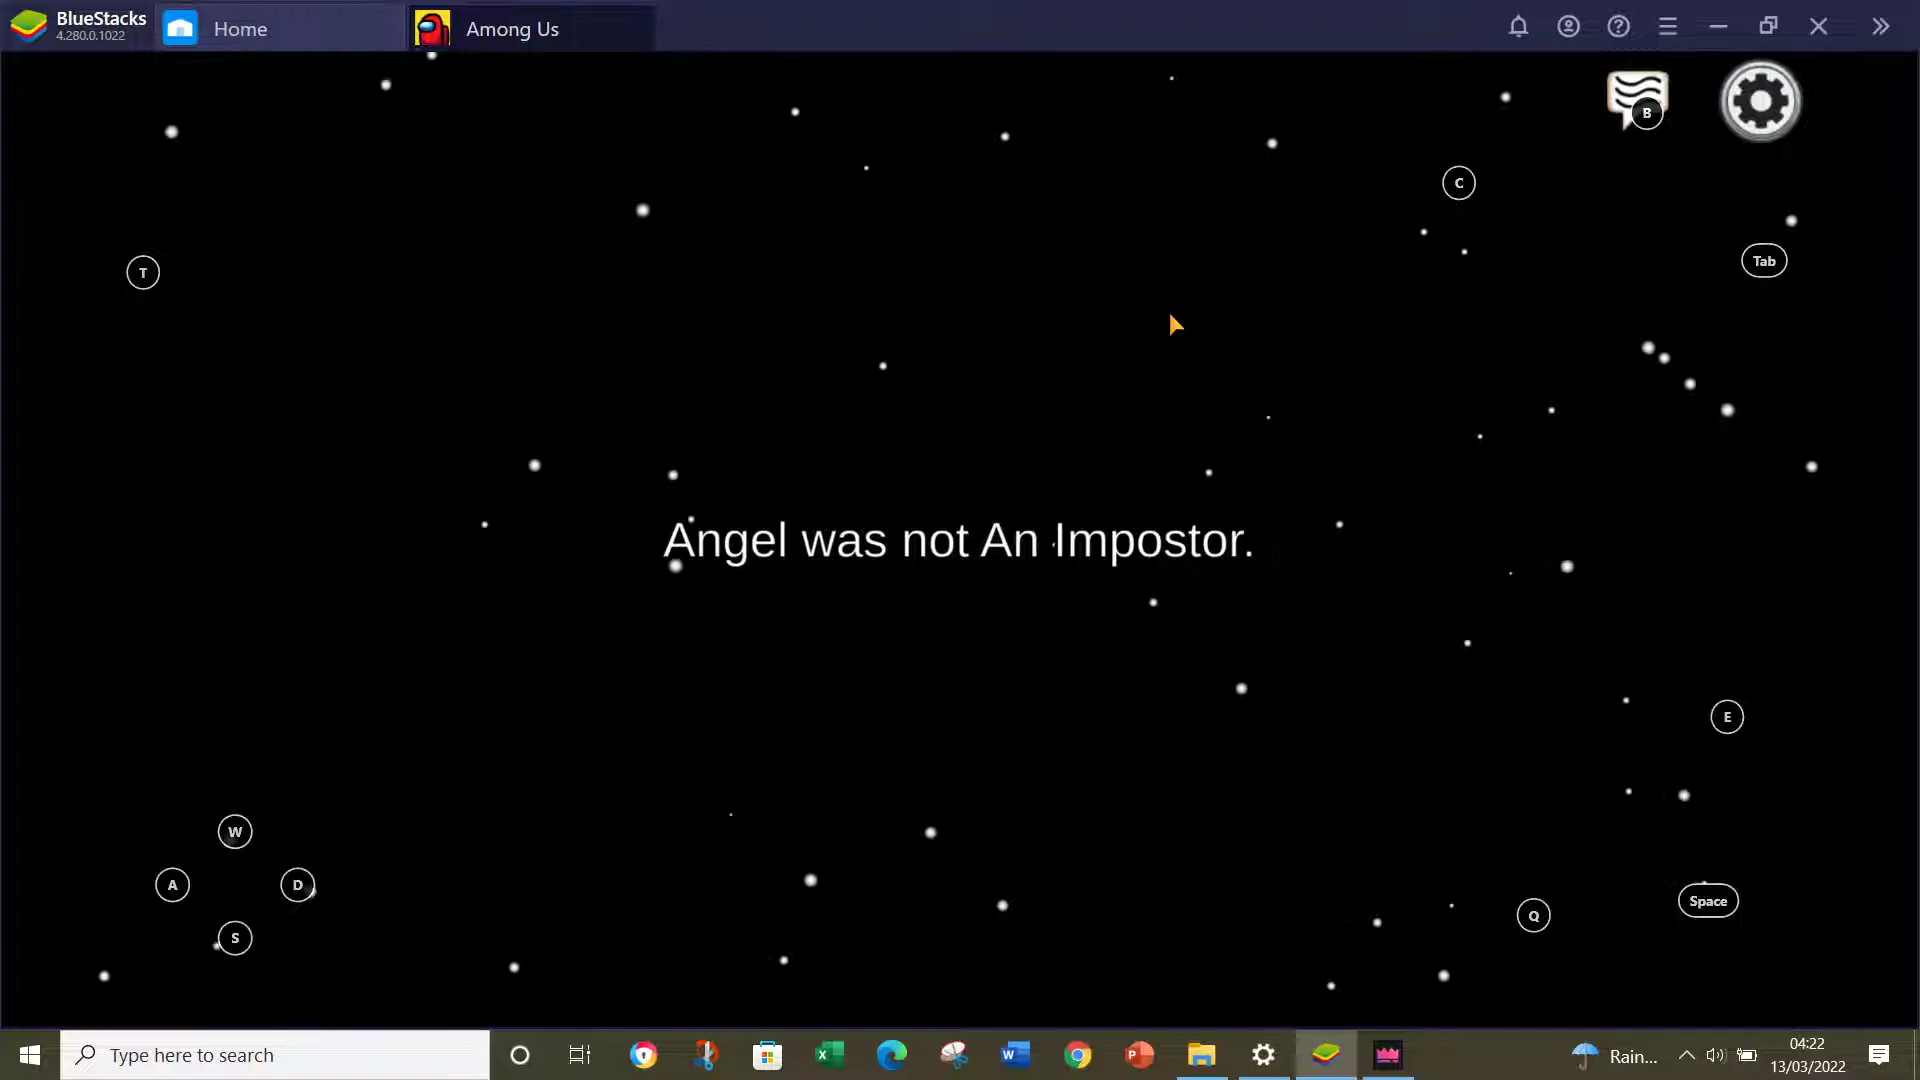 BlueStacks
4.280.0.1022
Home
Among Us
B
C
T
Tab
Angel was not An Impostor.
E
W
A
D
S
Q
Space
Type here to search
Rain...
04:22
13/03/2022